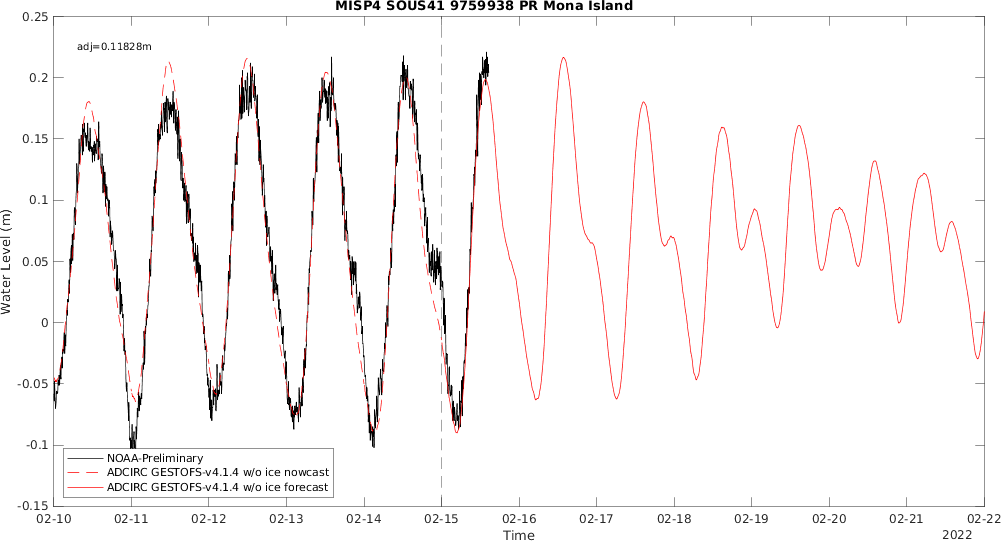 MISP4 SOUS41 9759938 PR Mona Island
adj=0.11828m
0.25
0.2
0.15
0.1
0.05
0
-0.05
-0.1
-0.15
Water Level (m)
NOAA-Preliminary
ADCIRC GESTOFS-v4.1.4 w/o ice nowcast
ADCIRC GESTOFS-v4.1.4 w/o ice forecast
02-10 02-11 02-12 02-13 02-14 02-15 02-16 02-17 02-18 02-19 02-20 02-21 02-22
Time
2022